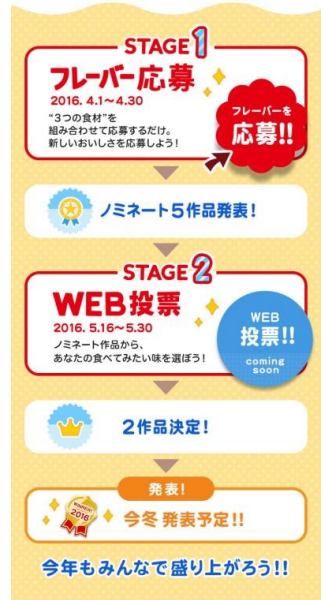 STAGE1
フレーバー応募
2016. 4.1〜4.30
“3つの食材”を
組み合わせて応募するだけ。
新しいおいしさを応募しよう!
フレーバーを
応募!!
ノミネート5作品発表!
STAGE2
WEB投票
2016. 5.16〜5.30
ノミネート作品から、
あなたの食べてみたい味を選ぼう!
WEB
投票!!
coming
soon
2作品決定!
発表!
WINNER!
2016
今冬 発表予定!!
今年もみんなで盛り上がろう!!